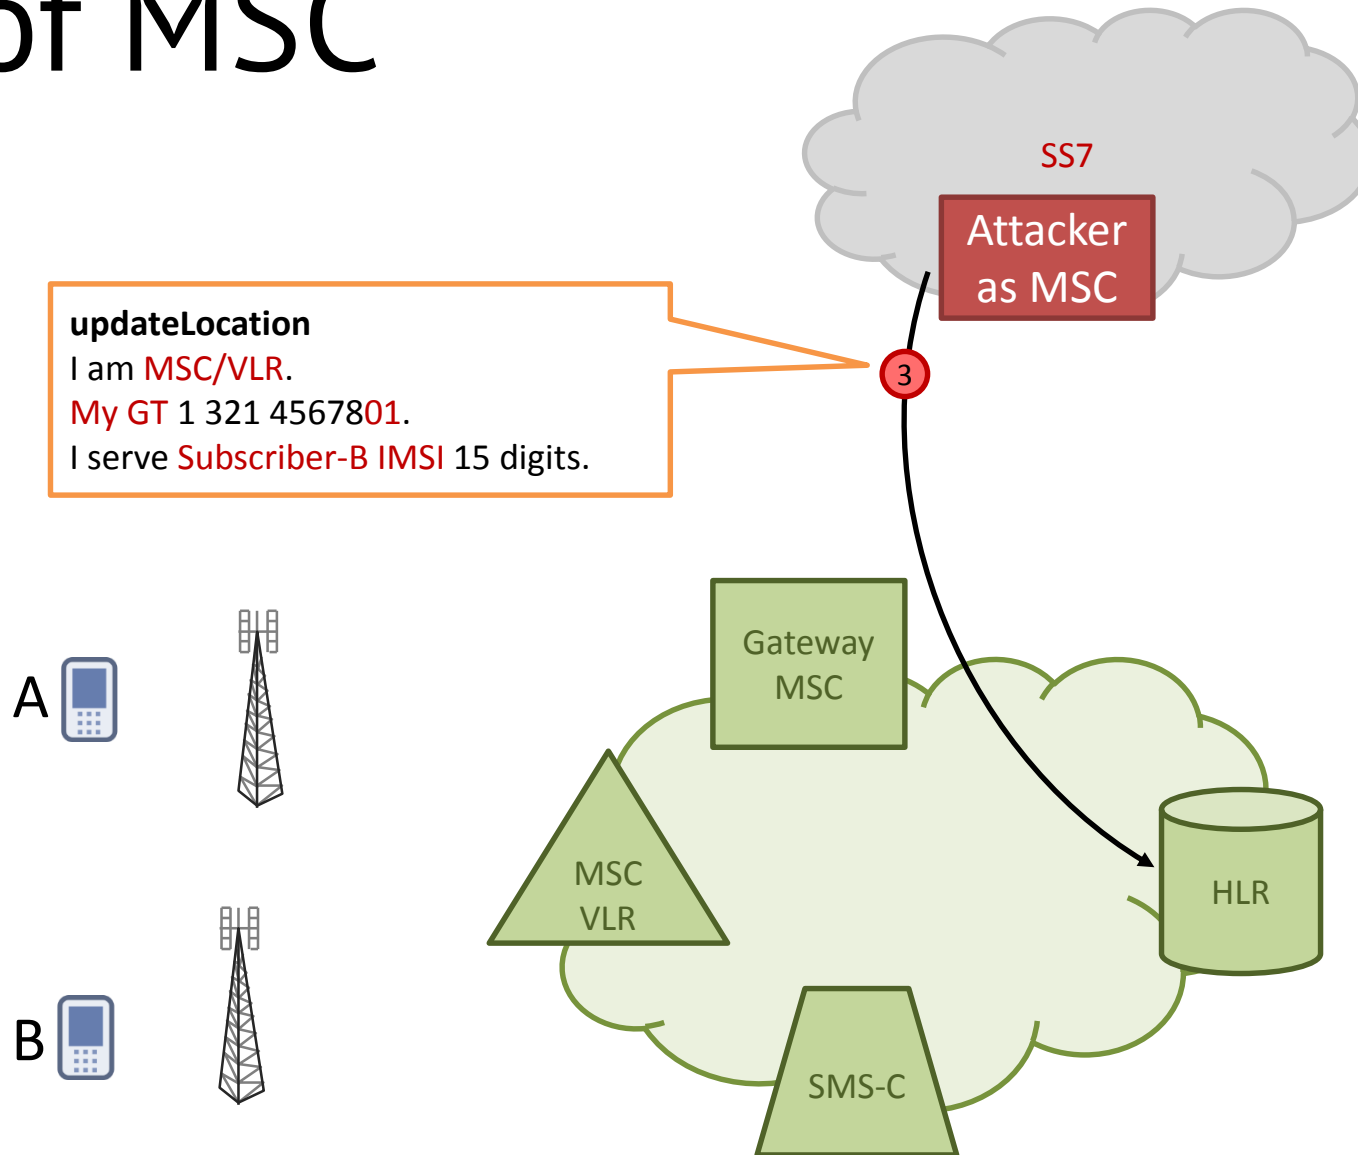 of MSC
SS7
Attacker
as MSC
updateLocation
I am MSC/VLR.
My GT 1 321 4567801.
I serve Subscriber-B IMSI 15 digits.
3
Gateway
MSC
A
MSC
VLR
HLR
B
SMS-C